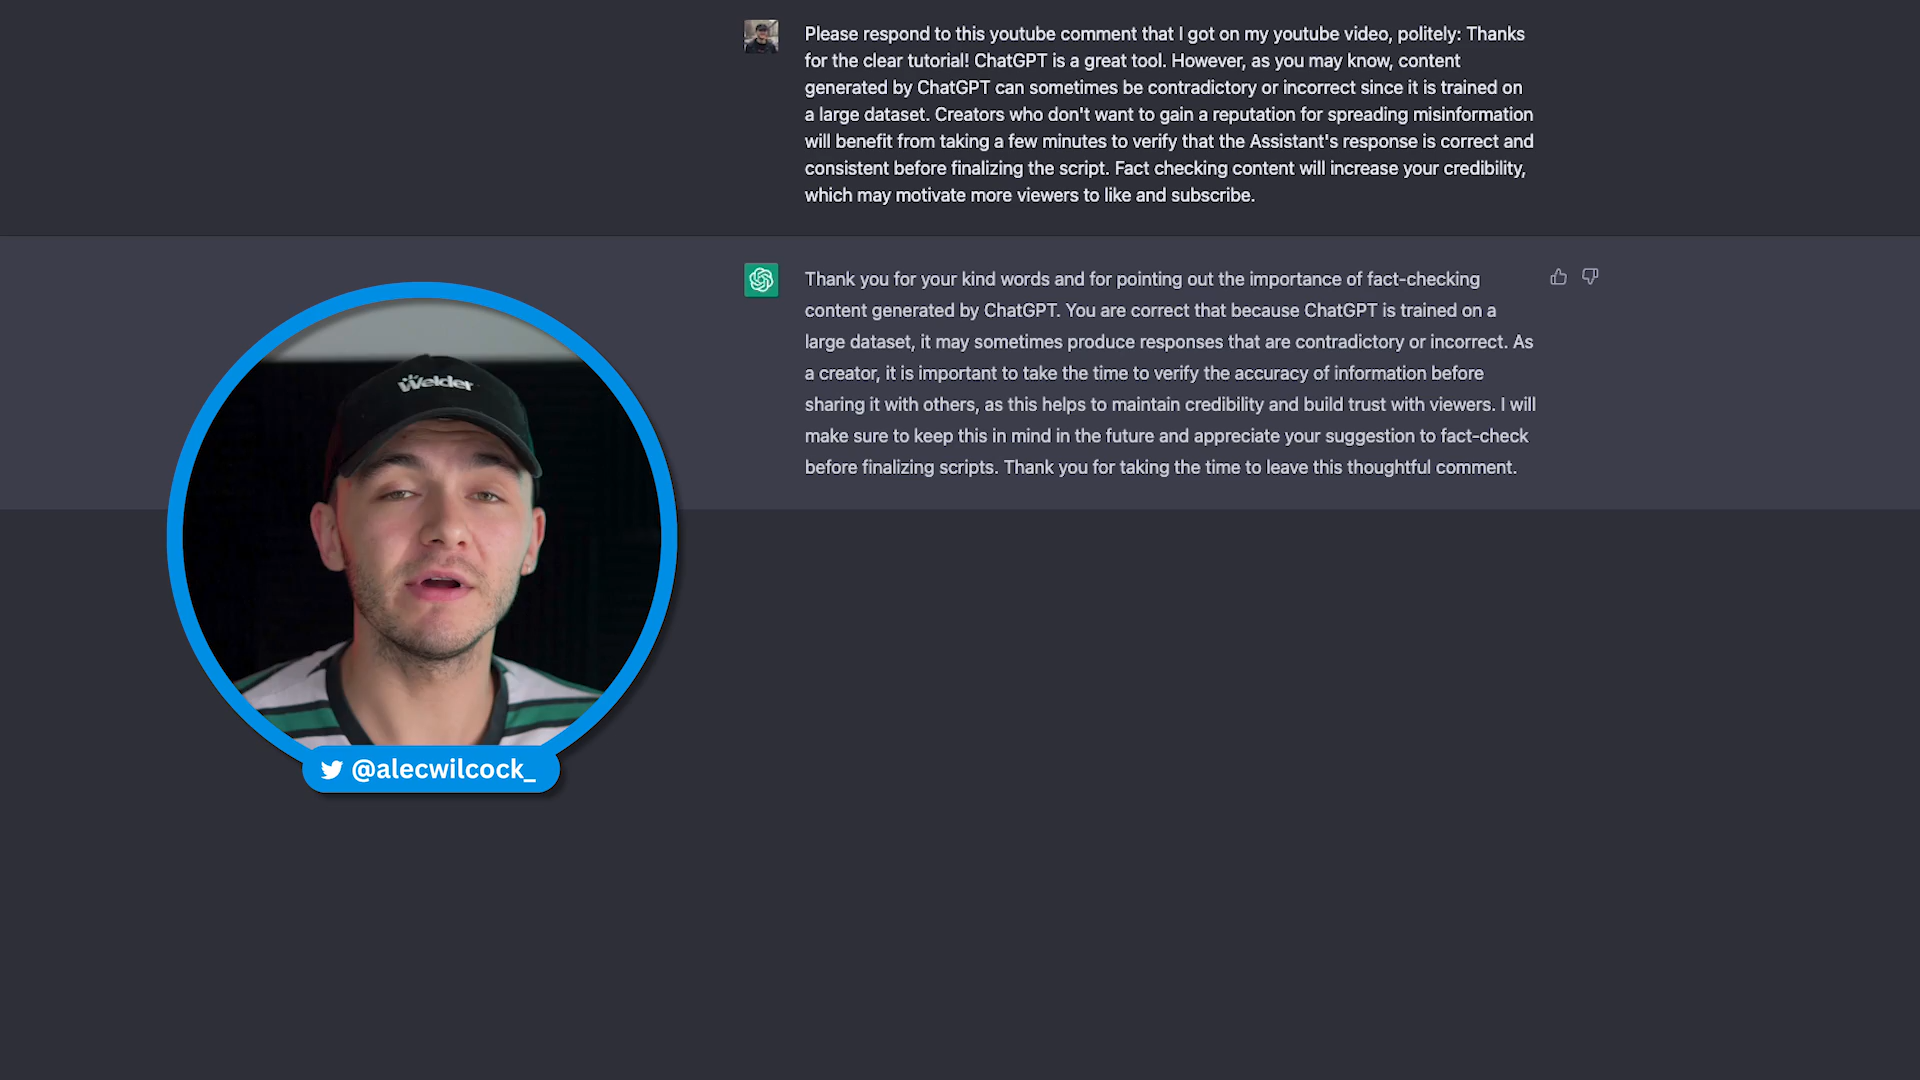 Please respond to this youtube comment that I got on my youtube video, politely: Thanks
for the clear tutorial! ChatGPT is a great tool. However, as you may know, content
generated by ChatGPT can sometimes be contradictory or incorrect since it is trained on
a large dataset. Creators who don't want to gain a reputation for spreading misinformation
will benefit from taking a few minutes to verify that the Assistant's response is correct and
consistent before finalizing the script. Fact checking content will increase your credibility,
which may motivate more viewers to like and subscribe.
Thank you for your kind words and for pointing out the importance of fact-checking
content generated by ChatGPT. You are correct that because ChatGPT is trained on a
large dataset, it may sometimes produce responses that are contradictory or incorrect. As
a creator, it is important to take the time to verify the accuracy of information before
sharing it with others, as this helps to maintain credibility and build trust with viewers. I will
make sure to keep this in mind in the future and appreciate your suggestion to fact-check
before finalizing scripts. Thank you for taking the time to leave this thoughtful comment.
Welder
@alecwilcock_